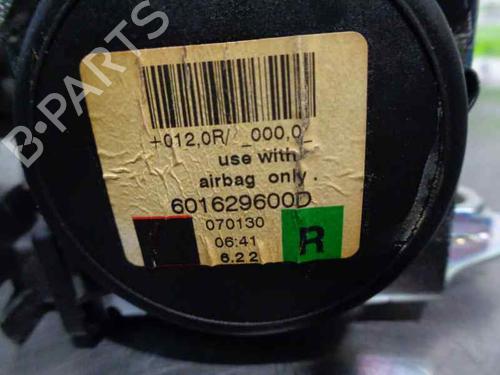 +012,0R/ _000,0_
use with
airbag only.
601629600D
070130
06:41
6.22
R
B-PARTS